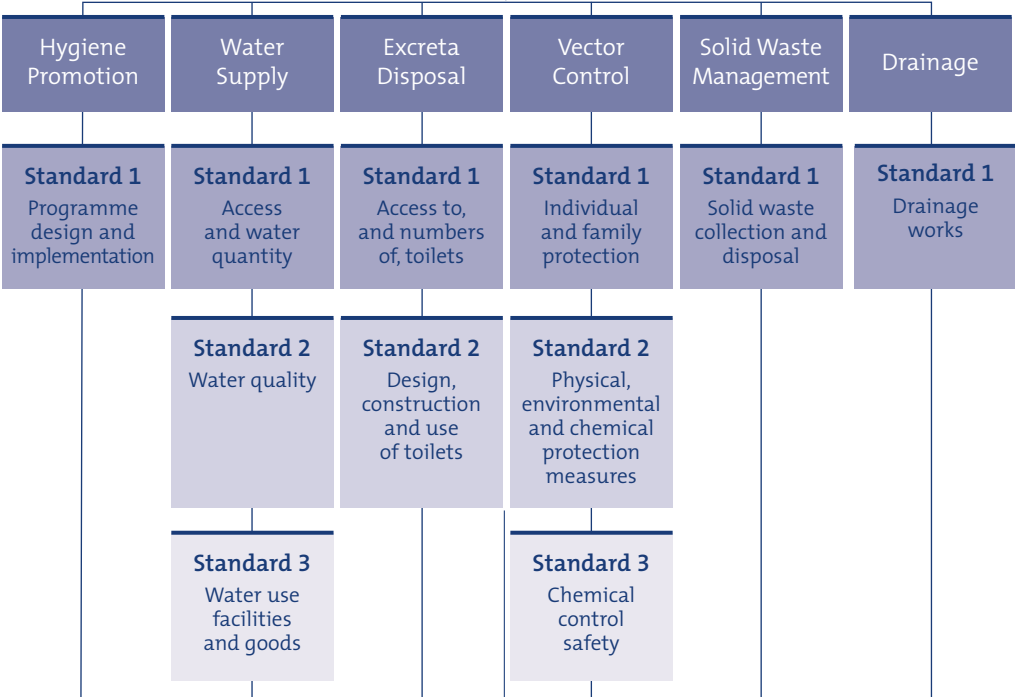 Hygiene
Promotion
Water
Supply
Excreta
Disposal
Vector
Control
Solid Waste
Management
Drainage
Standard 1
Programme
design and
implementation
Standard 1
Access
and water
quantity
Standard 1
Access to,
and numbers
of, toilets
Standard 1
Individual
and family
protection
Standard 1
Solid waste
collection and
disposal
Standard 1
Drainage
works
Standard 2
Water quality
Standard 2
Design,
construction
and use
of toilets
Standard 2
Physical,
environmental
and chemical
protection
measures
Standard 3
Water use
facilities
and goods
Standard 3
Chemical
control
safety